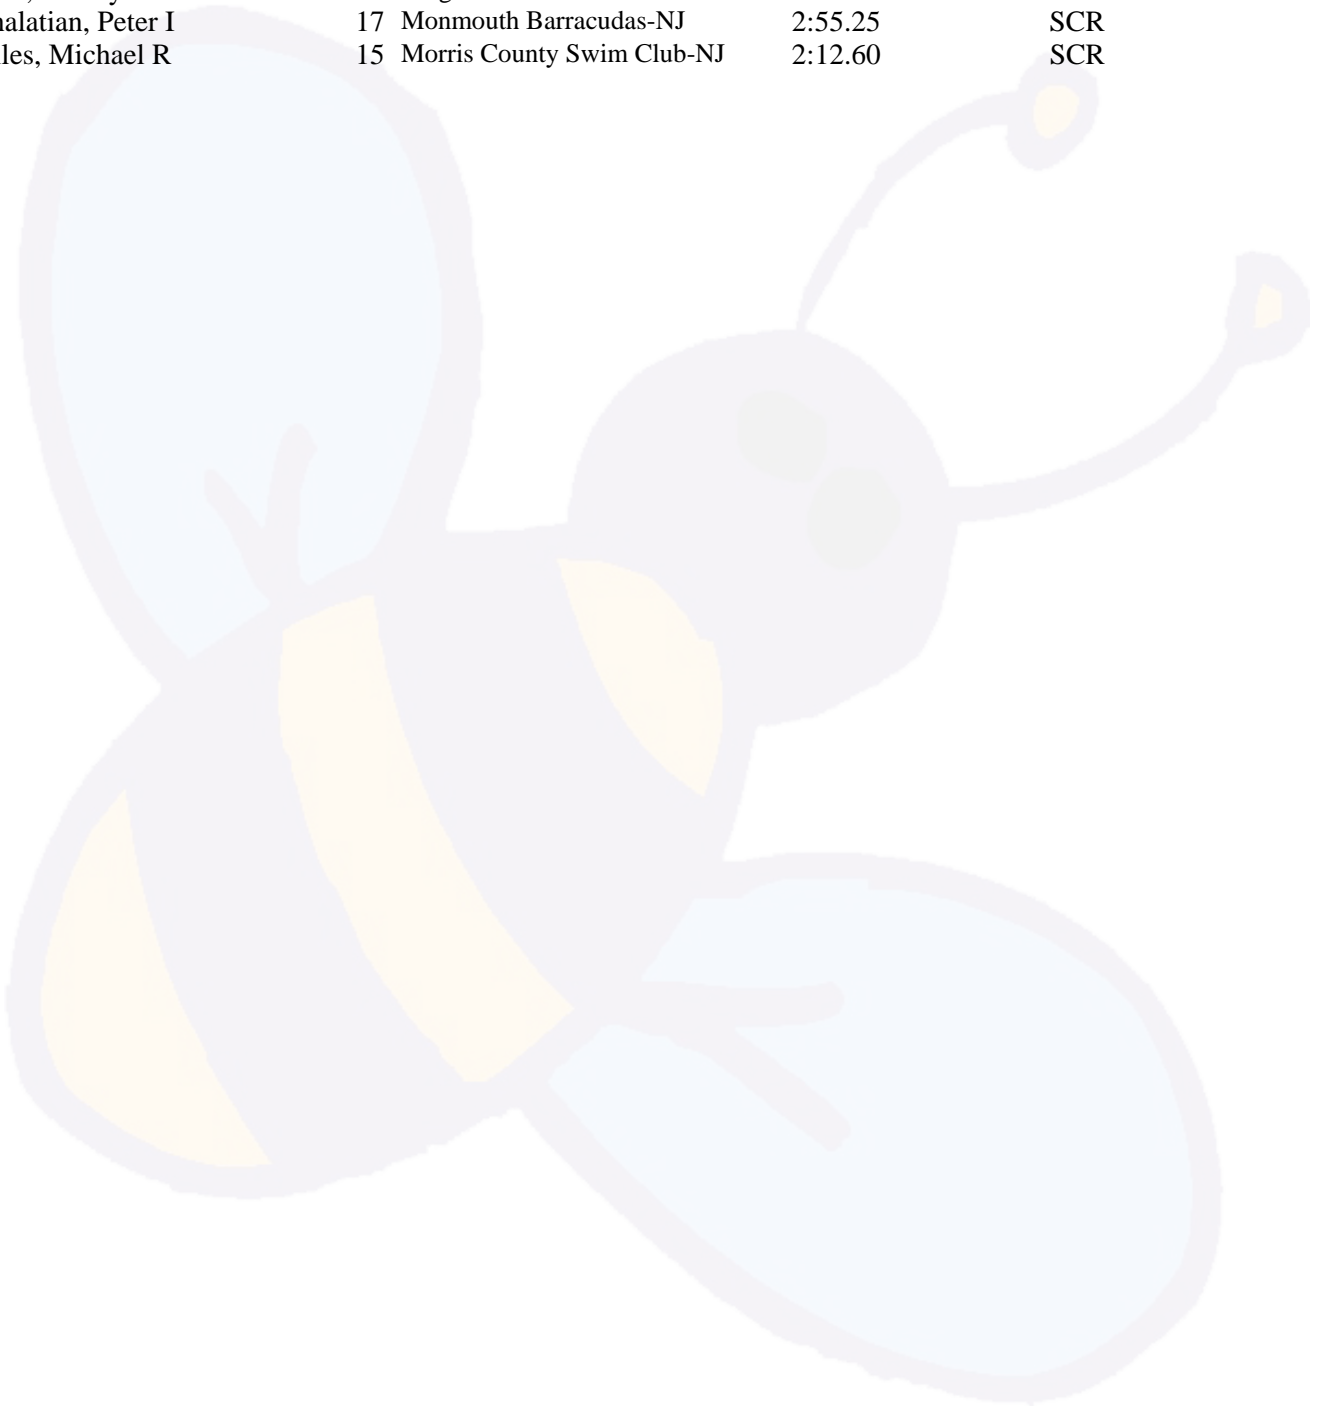 halatian, Peter I 17 Monmouth Barracudas-NJ 2:55.25 SCR
les, Michael R 15 Morris County Swim Club-NJ 2:12.60 SCR